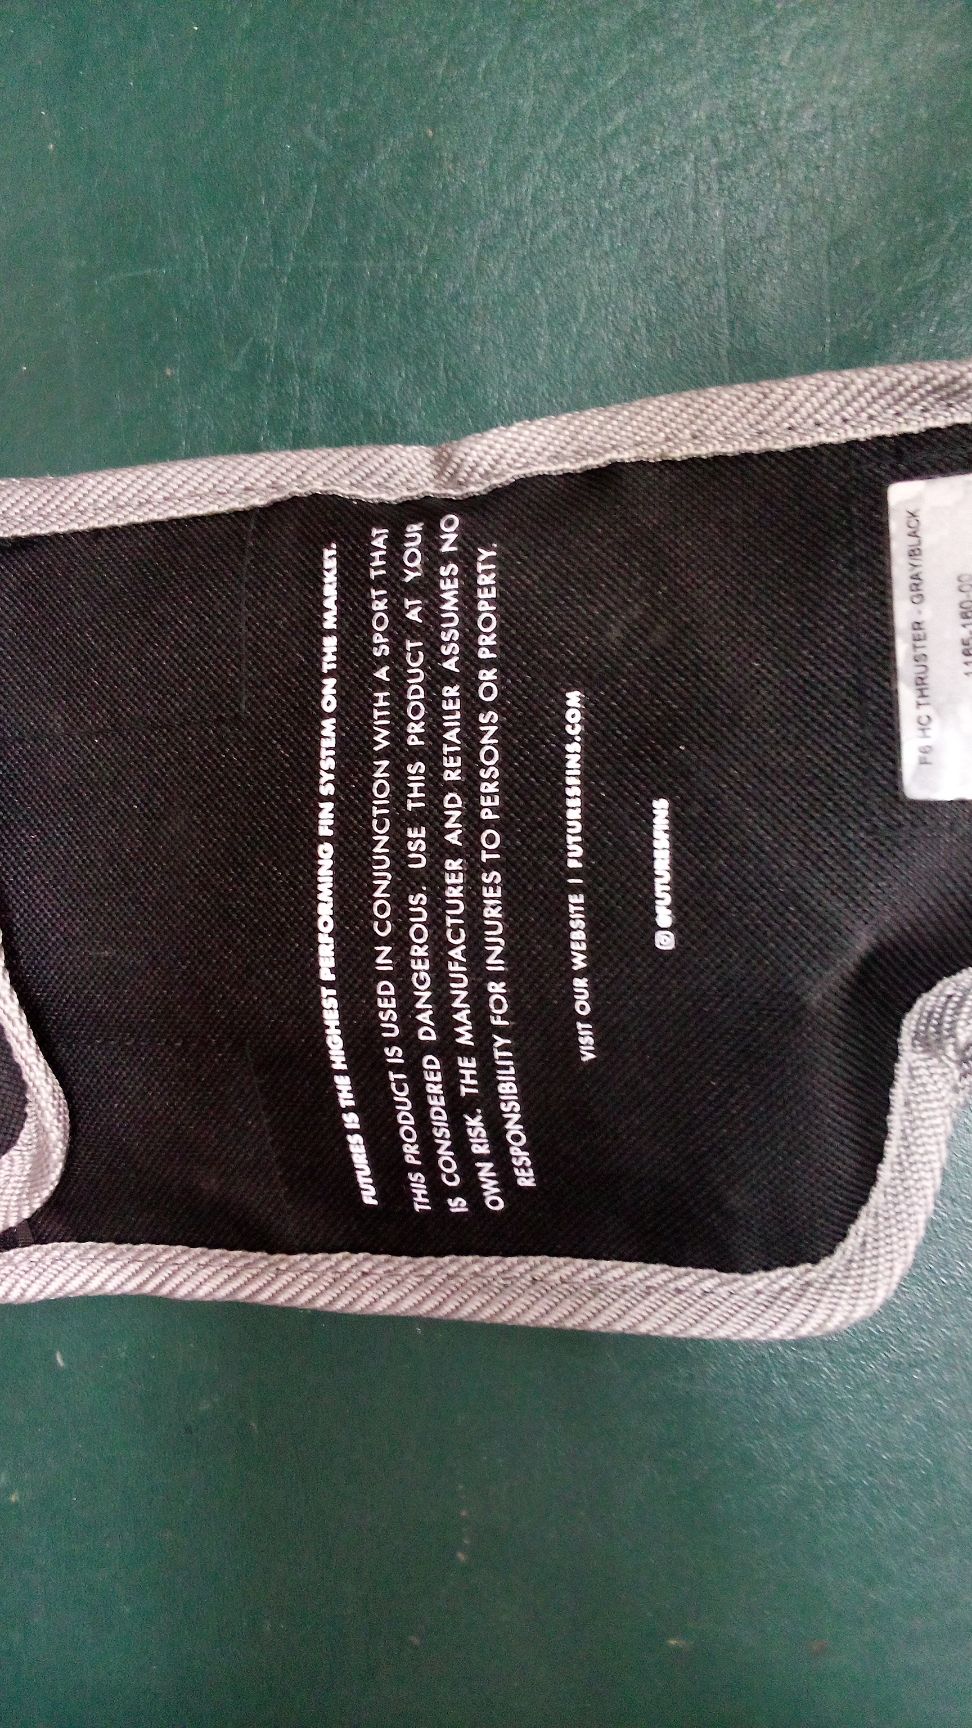 FUTURES IS THE HIGHEST PERFORMING FIN SYSTEM ON THE MARKET.
THIS PRODUCT IS USED IN CONJUNCTION WITH A SPORT THAT
IS CONSIDERED DANGEROUS. USE THIS PRODUCT AT YOUR
OWN RISK. THE MANUFACTURER AND RETAILER ASSUMES NO
RESPONSIBILITY FOR INJURIES TO PERSONS OR PROPERTY.
VISIT OUR WEBSITE | FUTURESFINS.COM
@FUTURESFINS
F6 HC THRUSTER - GRAY/BLACK